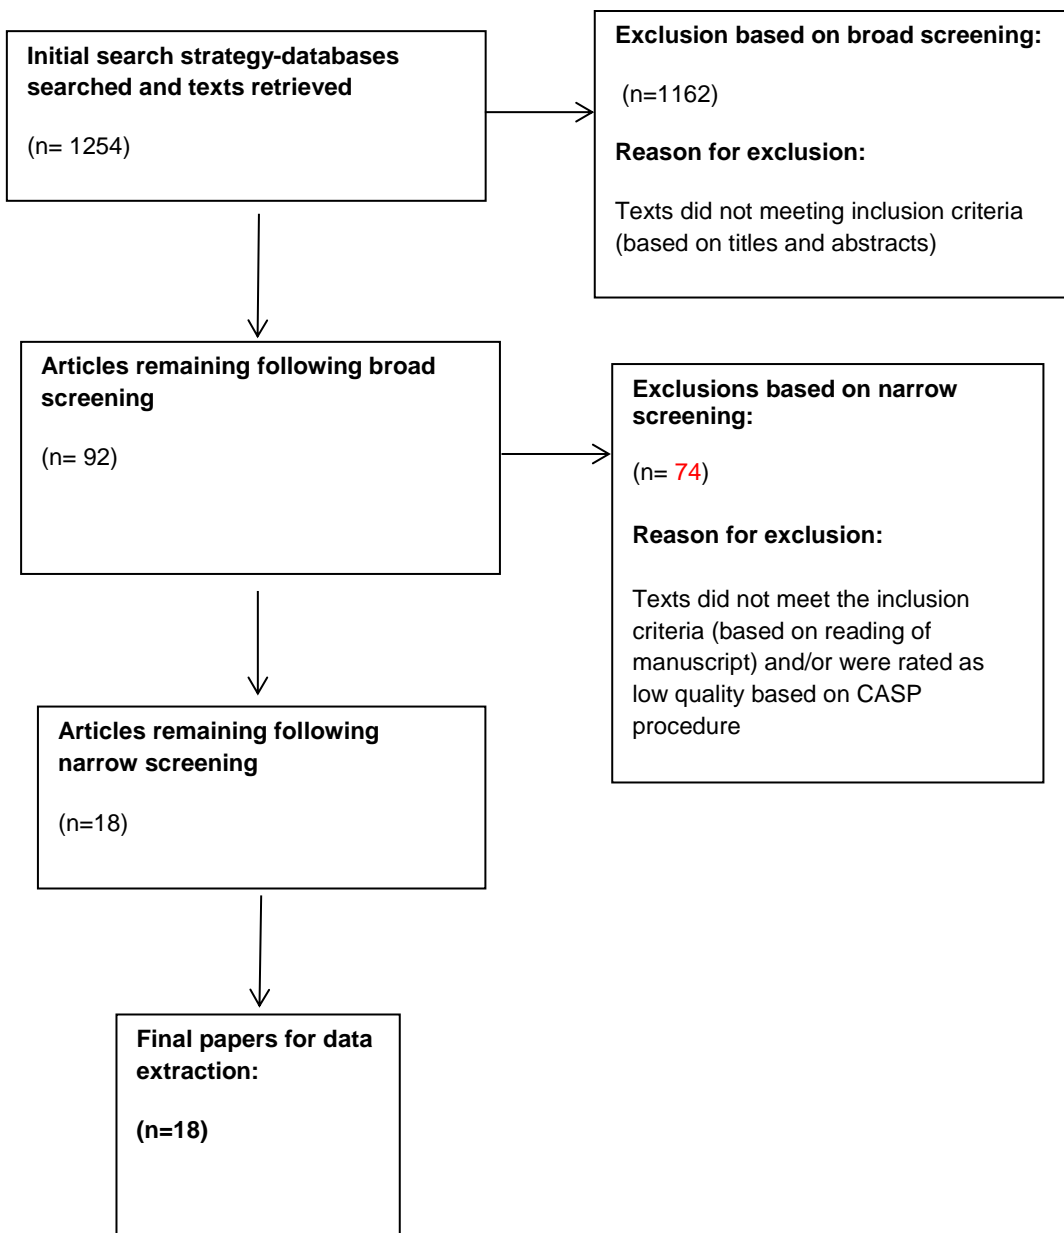 Initial search strategy-databases
searched and texts retrieved
(n= 1254)
Exclusion based on broad screening:
(n=1162)
Reason for exclusion:
Texts did not meeting inclusion criteria
(based on titles and abstracts)
Articles remaining following broad
screening
(n= 92)
Exclusions based on narrow
screening:
(n= 74)
Reason for exclusion:
Texts did not meet the inclusion
criteria (based on reading of
manuscript) and/or were rated as
low quality based on CASP
procedure
Articles remaining following
narrow screening
(n=18)
Final papers for data
extraction:
(n=18)